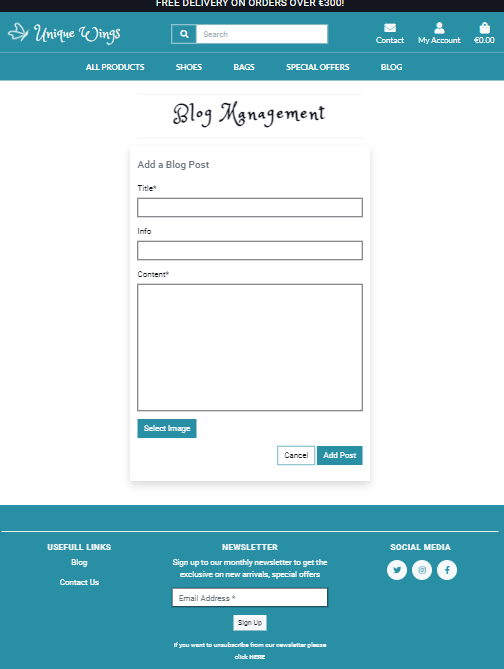 FREE DELIVERY ON ORDERS OVER €300!
Unique Wings
Search
Contact
My Account
€0.00
ALL PRODUCTS
SHOES
BAGS
SPECIAL OFFERS
BLOG
Blog Management
Add a Blog Post
Title*
Info
Content*
Select Image
Cancel
Add Post
USEFULL LINKS
Blog
Contact Us
NEWSLETTER
Sign up to our monthly newsletter to get the
exclusive on new arrivals, special offers
Email Address *
Sign Up
If you want to unsubscribe from our newsletter please
click HERE
SOCIAL MEDIA